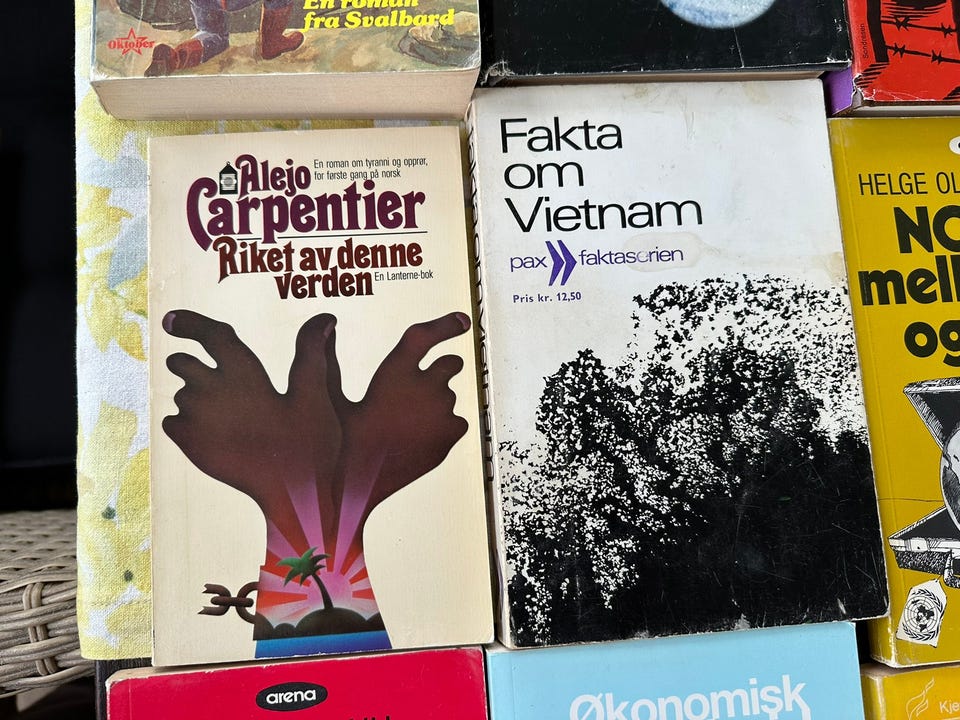 En roman
fra Svalbard
Oktober
Alejo
Carpentier
En roman om tyranni og opprør,
for første gang på norsk
Riket av denne
verden
En Lanterne-bok
Fakta
om
Vietnam
pax faktaserien
Pris kr. 12,50
HELGE OL
NO
mell
og
arena
Økonomisk
Kje